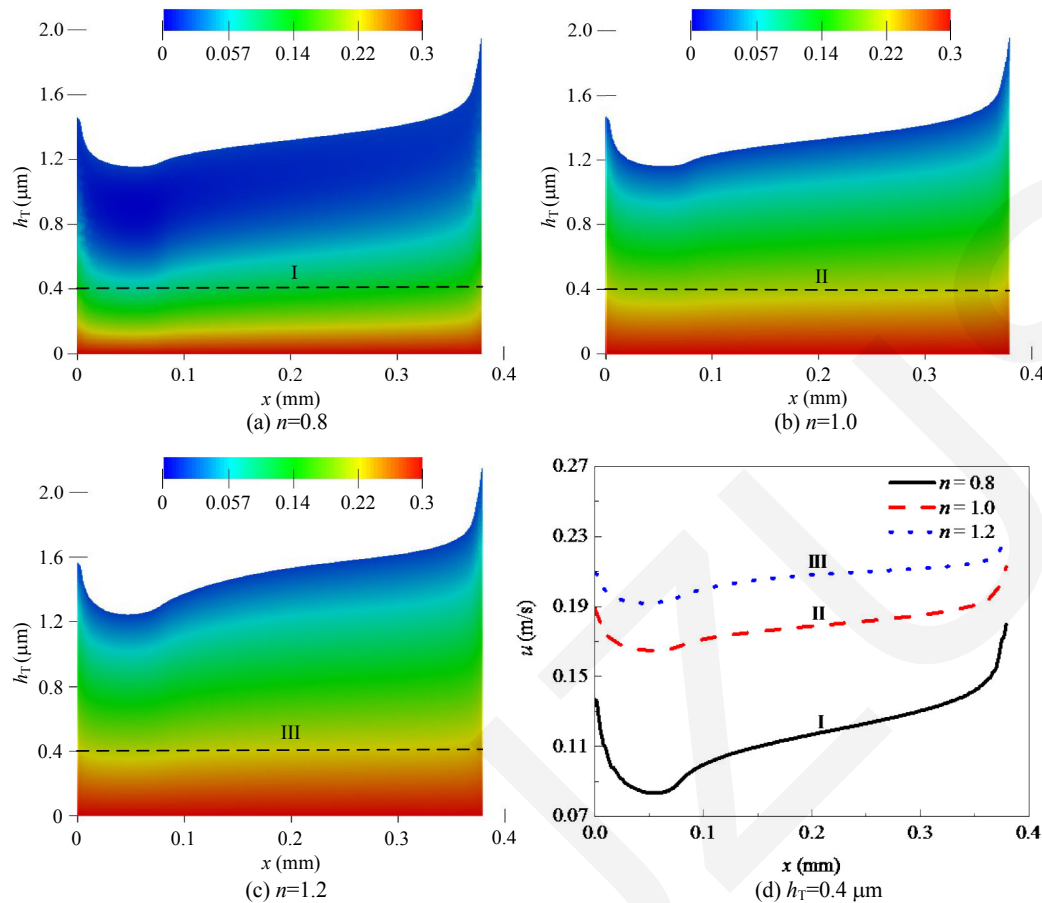 2.0
1.6
1.2
0.8
0.4
0
hT (μm)
0 0.057 0.14 0.22 0.3
I
0 0.1 0.2 0.3 0.4
x (mm)
(a) n=0.8
2.0
1.6
1.2
0.8
0.4
0
hT (μm)
0 0.057 0.14 0.22 0.3
II
0 0.1 0.2 0.3 0.4
x (mm)
(b) n=1.0
2.0
1.6
1.2
0.8
0.4
0
hT (μm)
0 0.057 0.14 0.22 0.3
III
0 0.1 0.2 0.3 0.4
x (mm)
(c) n=1.2
0.27
0.23
0.19
0.15
0.11
0.07
u (m/s)
n = 0.8
n = 1.0
n = 1.2
III
II
I
0.0 0.1 0.2 0.3 0.4
x (mm)
(d) hT=0.4 μm